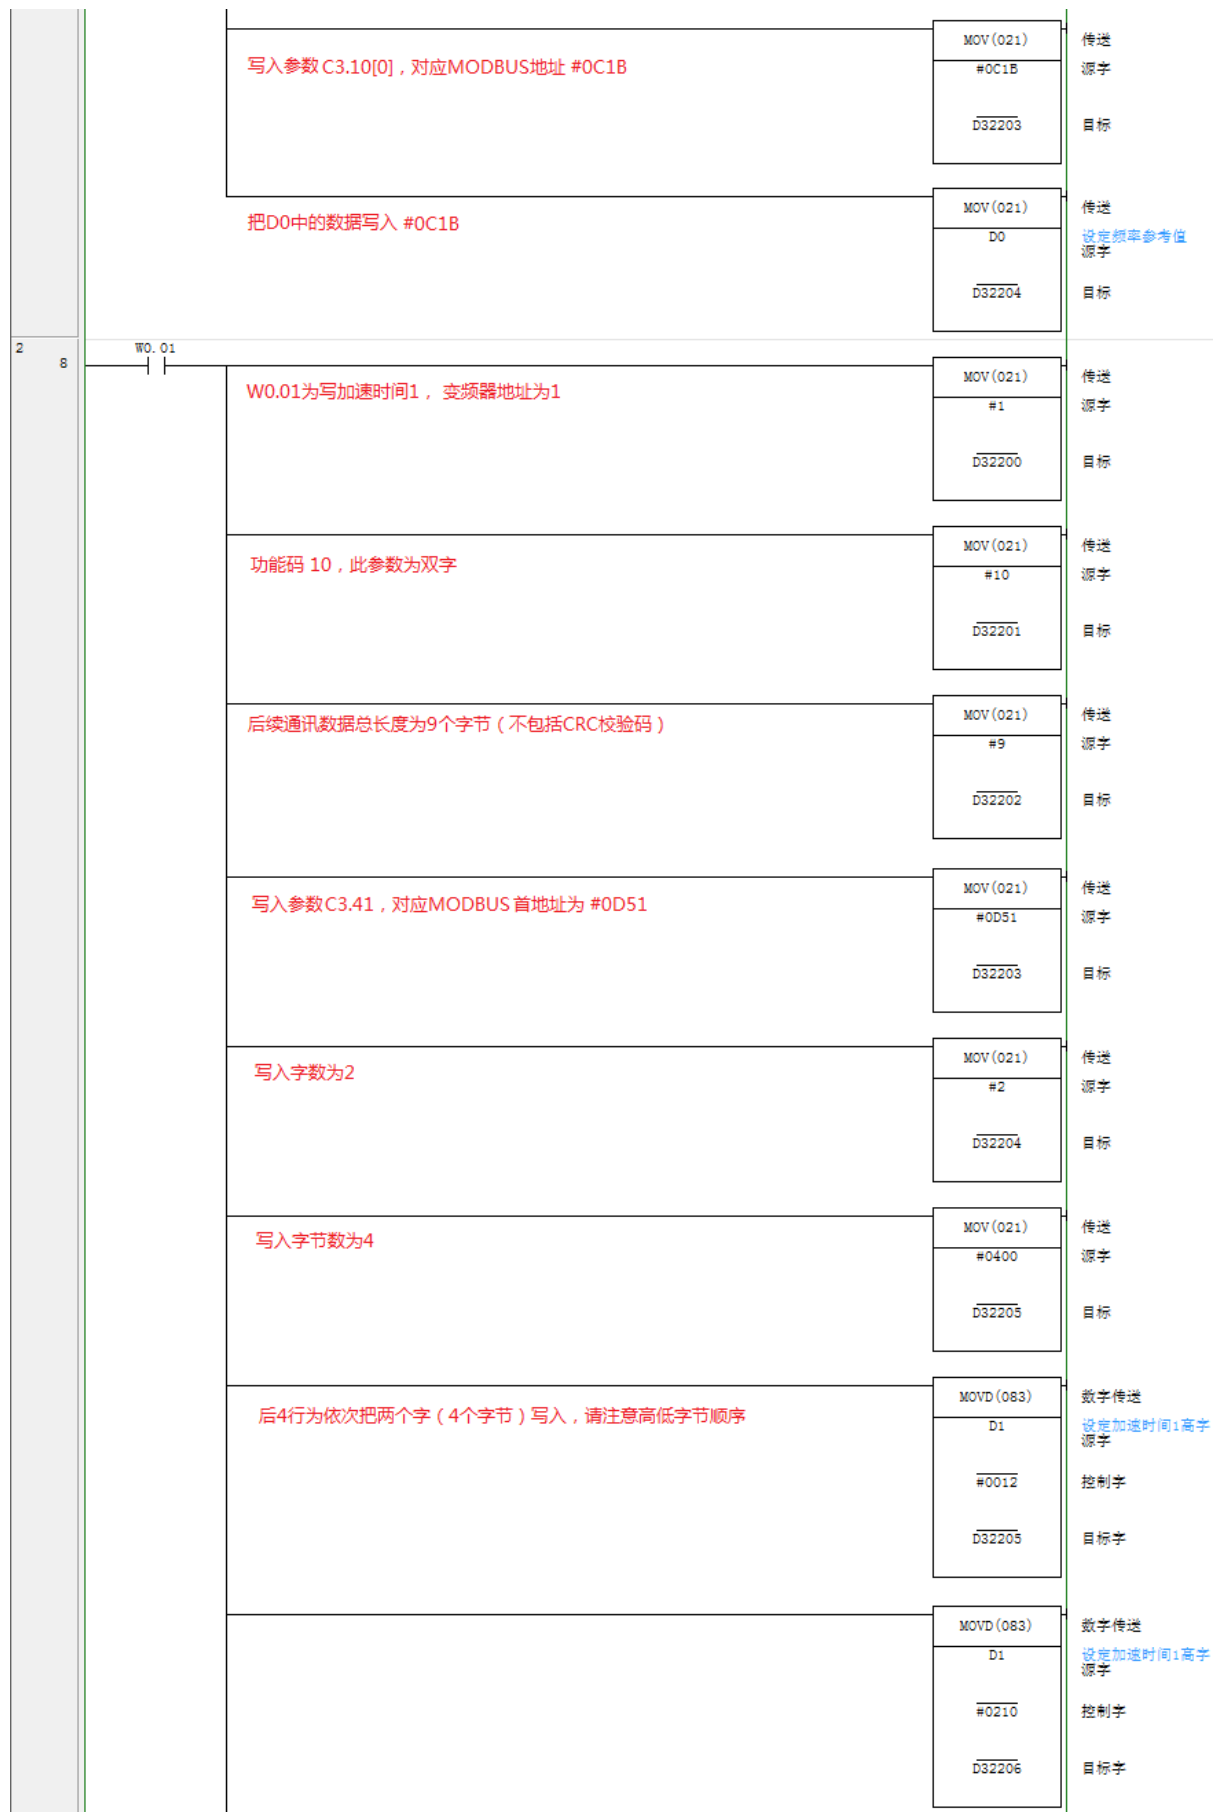 MOV(021) 传送
写入参数 C3.10[0]，对应MODBUS地址 #0C1B
#0C1B 源字
D32203 目标
MOV(021) 传送
把D0中的数据写入 #0C1B
D0 设定频率参考值
源字
D32204 目标
2 W0.01
8
MOV(021) 传送
W0.01为写加速时间1， 变频器地址为1
#1 源字
D32200 目标
MOV(021) 传送
功能码 10，此参数为双字
#10 源字
D32201 目标
MOV(021) 传送
后续通讯数据总长度为9个字节（不包括CRC校验码）
#9 源字
D32202 目标
MOV(021) 传送
写入参数C3.41，对应MODBUS 首地址为 #0D51
#0D51 源字
D32203 目标
MOV(021) 传送
写入字数为2
#2 源字
D32204 目标
MOV(021) 传送
写入字节数为4
#0400 源字
D32205 目标
MOVD(083) 数字传送
后4行为依次把两个字（4个字节）写入，请注意高低字节顺序
D1 设定加速时间1高字
源字
#0012 控制字
D32205 目标字
MOVD(083) 数字传送
D1 设定加速时间1高字
源字
#0210 控制字
D32206 目标字